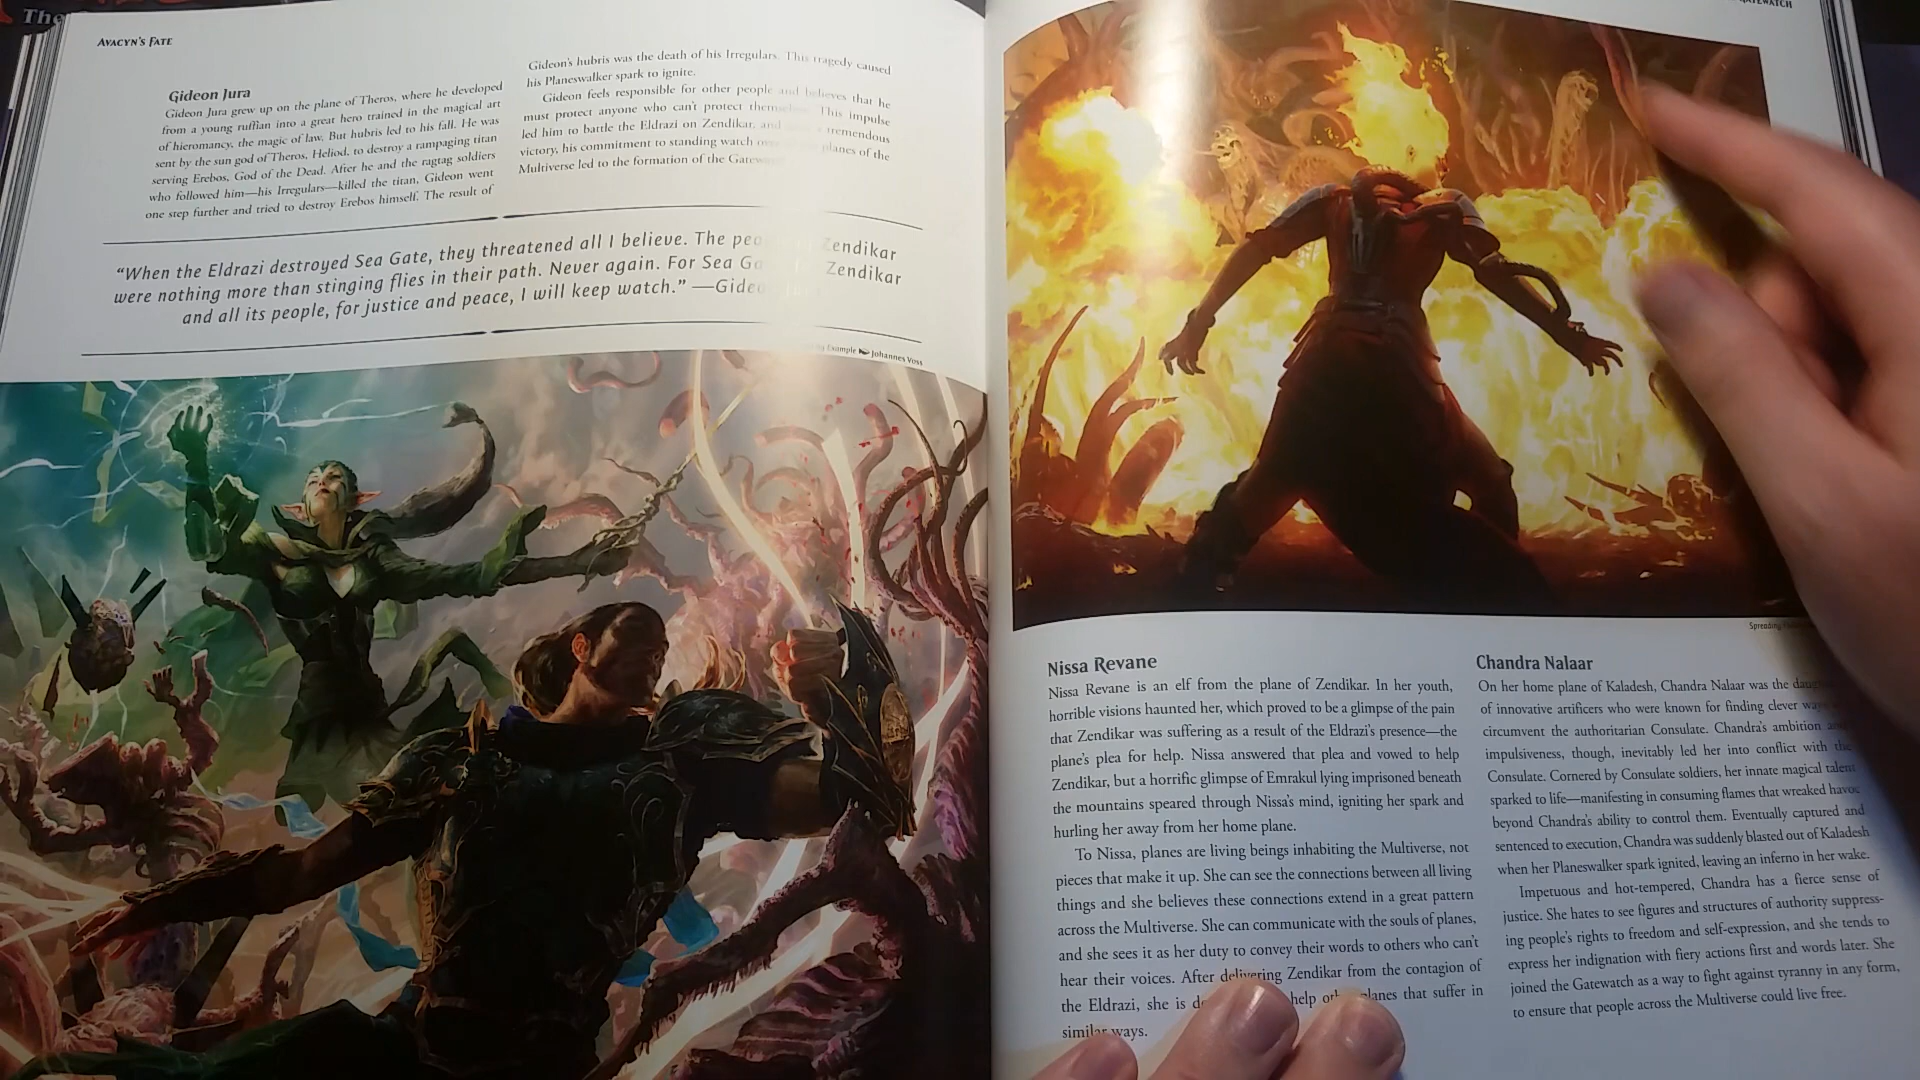 The
AVACYN'S FATE
Gideon Jura
Gideon Jura grew up on the plane of Theros, where he developed
from a young ruffian into a great hero trained in the magical art
of hieromancy, the magic of law. But hubris led to his fall. He was
sent by the sun god of Theros, Heliod, to destroy a rampaging titan
serving Erebos, God of the Dead. After he and the ragtag soldiers
who followed him—his Irregulars—killed the titan, Gideon went
one step further and tried to destroy Erebos himself. The result of
Gideon's hubris was the death of his Irregulars. This tragedy caused
his Planeswalker spark to ignite.
Gideon feels responsible for other people and believes that he
must protect anyone who can't protect This impulse
led him to battle the Eldrazi on Zendikar, and tremendous
victory, his commitment to standing watch planes of the
Multiverse led to the formation of the
"When the Eldrazi destroyed Sea Gate, they threatened all I believe. The Zendikar
were nothing more than stinging flies in their path. Never again. For Sea Zendikar
and all its people, for justice and peace, I will keep watch." —
Example Johannes Voss
Nissa Revane
Nissa Revane is an elf from the plane of Zendikar. In her youth,
horrible visions haunted her, which proved to be a glimpse of the pain
that Zendikar was suffering as a result of the Eldrazi's presence—the
plane's plea for help. Nissa answered that plea and vowed to help
Zendikar, but a horrific glimpse of Emrakul lying imprisoned beneath
the mountains speared through Nissa's mind, igniting her spark and
hurling her away from her home plane.
To Nissa, planes are living beings inhabiting the Multiverse, not
pieces that make it up. She can see the connections between all living
things and she believes these connections extend in a great pattern
across the Multiverse. She can communicate with the souls of planes,
and she sees it as her duty to convey their words to others who can't
hear their voices. After delivering Zendikar from the contagion of
the Eldrazi, she is help planes that suffer in
similar ways.
Spreading
Chandra Nalaar
On her home plane of Kaladesh, Chandra Nalaar was the
of innovative artificers who were known for finding clever
circumvent the authoritarian Consulate. Chandra's ambition
impulsiveness, though, inevitably led her into conflict with the
Consulate. Cornered by Consulate soldiers, her innate magical talent
sparked to life—manifesting in consuming flames that wreaked havoc
beyond Chandra's ability to control them. Eventually captured and
sentenced to execution, Chandra was suddenly blasted out of Kaladesh
when her Planeswalker spark ignited, leaving an inferno in her wake.
Impetuous and hot-tempered, Chandra has a fierce sense of
justice. She hates to see figures and structures of authority suppress-
ing people's rights to freedom and self-expression, and she tends to
express her indignation with fiery actions first and words later. She
joined the Gatewatch as a way to fight against tyranny in any form,
to ensure that people across the Multiverse could live free.